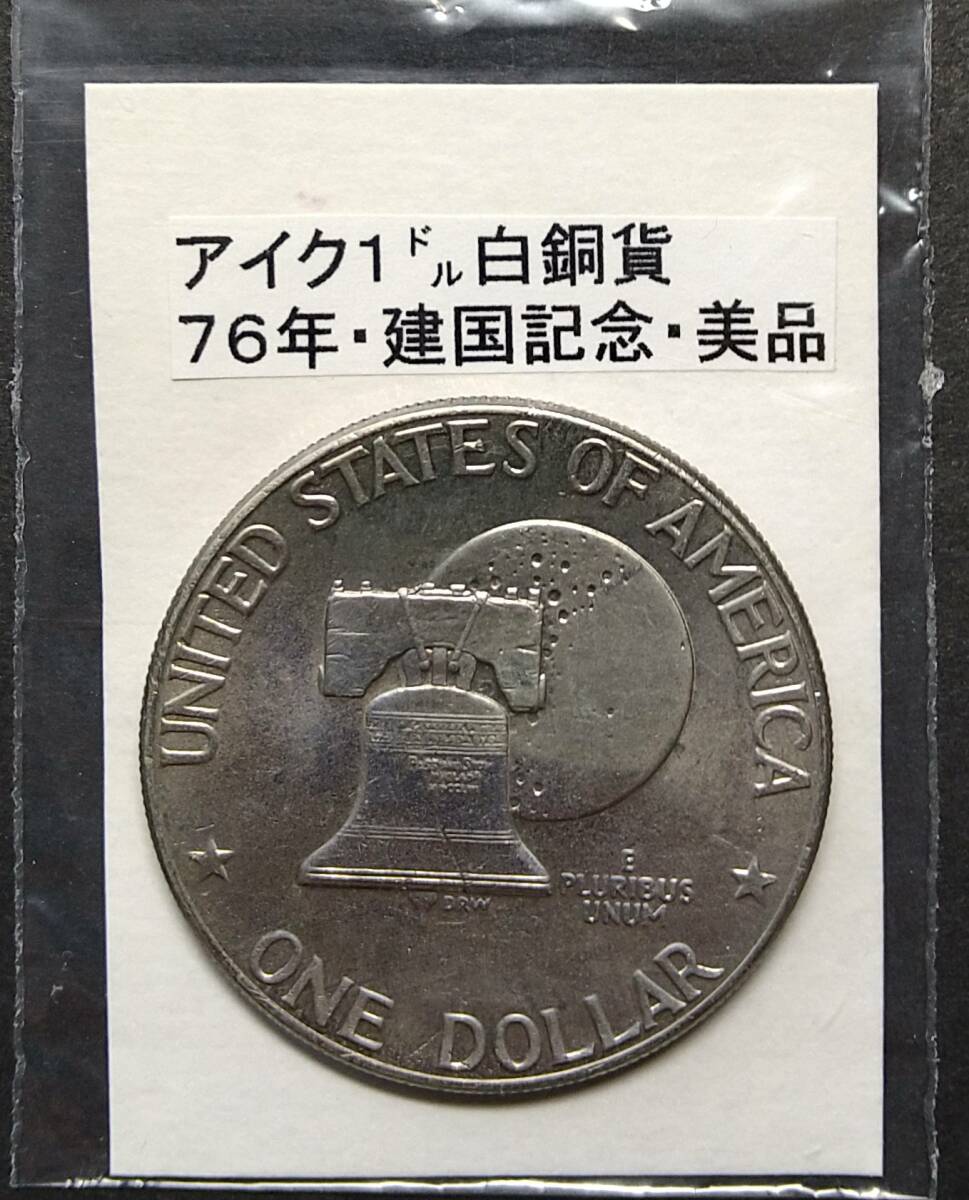 アイク1㌦白銅貨
76年・建国記念・美品
UNITED STATES OF AMERICA
E
PLURIBUS
UNUM
DRW
ONE DOLLAR